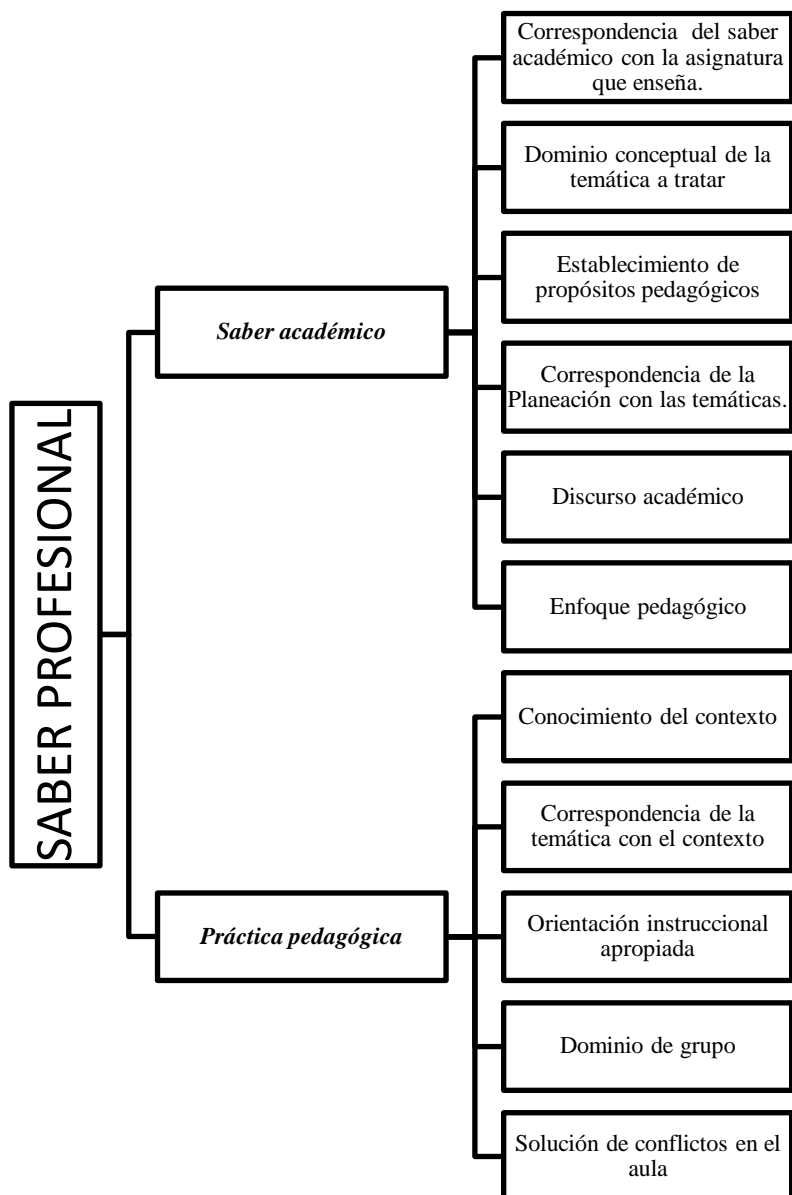 SABER PROFESIONAL
Saber académico
Correspondencia del saber
académico con la asignatura
que enseña.
Dominio conceptual de la
temática a tratar
Establecimiento de
propósitos pedagógicos
Correspondencia de la
Planeación con las temáticas.
Discurso académico
Enfoque pedagógico
Práctica pedagógica
Conocimiento del contexto
Correspondencia de la
temática con el contexto
Orientación instruccional
apropiada
Dominio de grupo
Solución de conflictos en el
aula